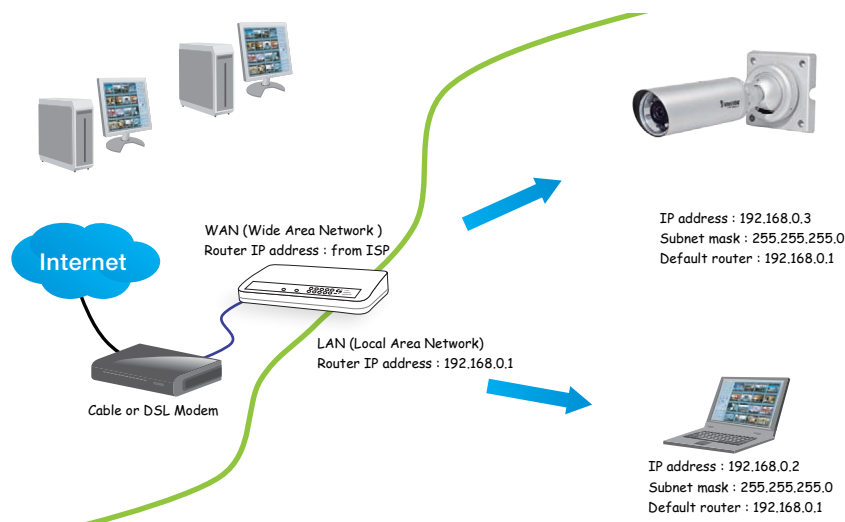 WAN (Wide Area Network )
Router IP address : from ISP
Internet
LAN (Local Area Network)
Router IP address : 192.168.0.1
Cable or DSL Modem
IP address : 192.168.0.3
Subnet mask : 255.255.255.0
Default router : 192.168.0.1
IP address : 192.168.0.2
Subnet mask : 255.255.255.0
Default router : 192.168.0.1